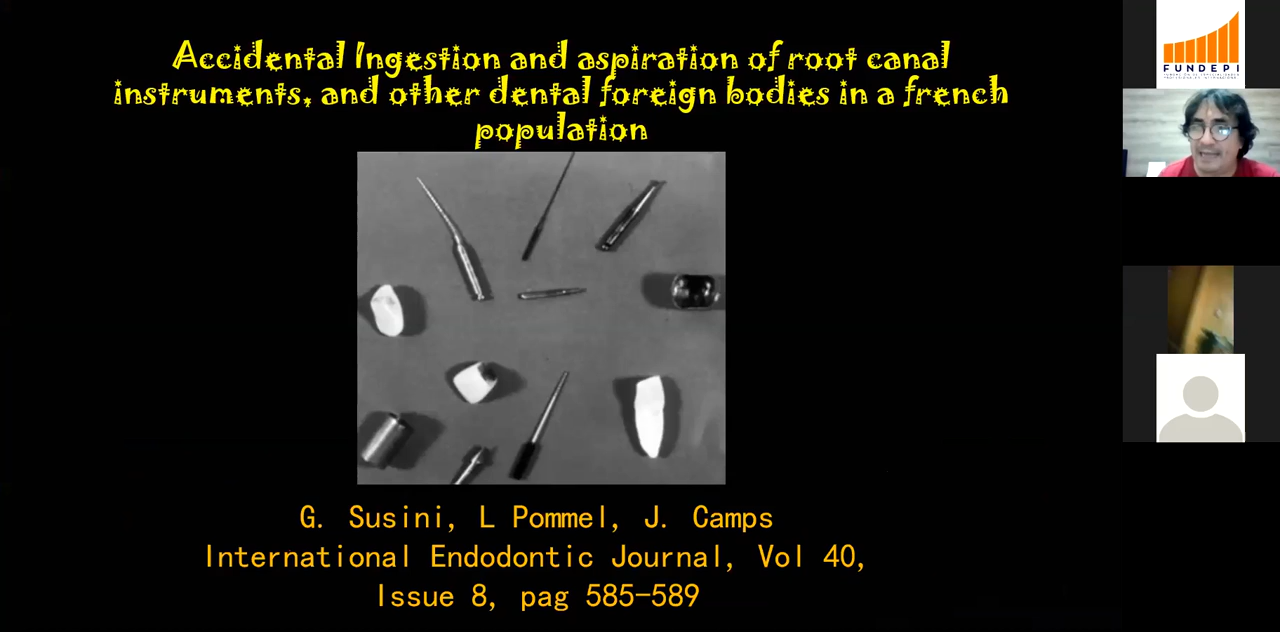 Accidental Ingestion and aspiration of root canal
instruments, and other dental foreign bodies in a french
population
G. Susini, L Pommel, J. Camps
International Endodontic Journal, Vol 40,
Issue 8, pag 585-589
FUNDEPI